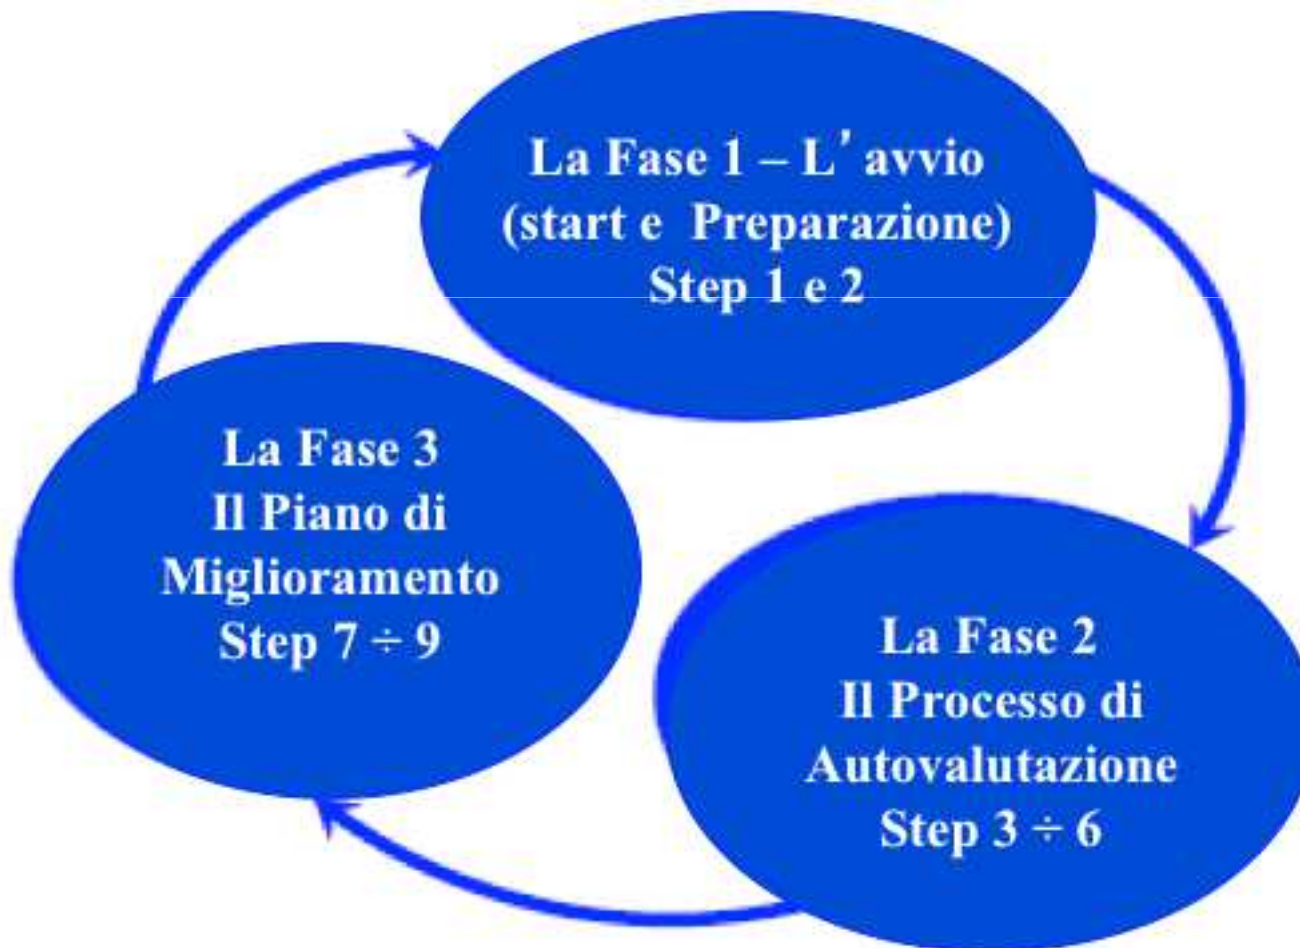 La Fase 1 – L’ avvio
(start e Preparazione)
Step 1 e 2
La Fase 2
Il Processo di
Autovalutazione
Step 3 ÷ 6
La Fase 3
Il Piano di
Miglioramento
Step 7 ÷ 9